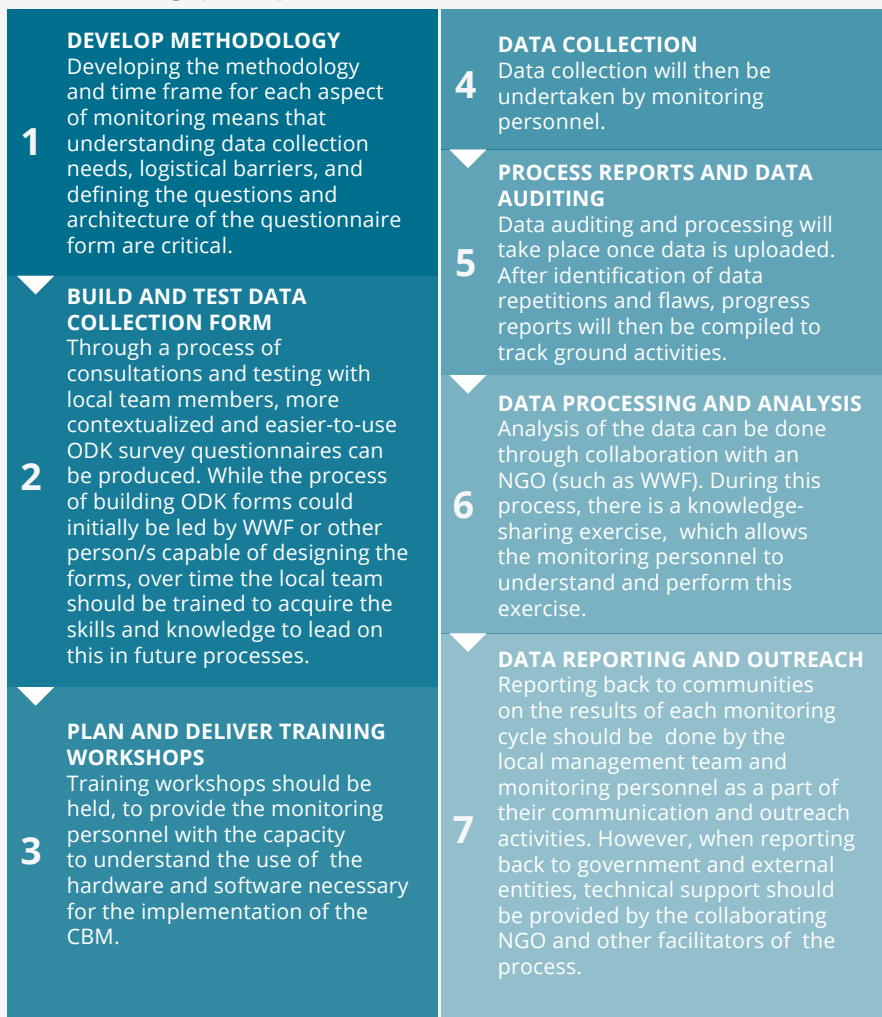 1
DEVELOP METHODOLOGY
Developing the methodology
and time frame for each aspect
of monitoring means that
understanding data collection
needs, logistical barriers, and
defining the questions and
architecture of the questionnaire
form are critical.
2
BUILD AND TEST DATA
COLLECTION FORM
Through a process of
consultations and testing with
local team members, more
contextualized and easier-to-use
ODK survey questionnaires can
be produced. While the process
of building ODK forms could
initially be led by WWF or other
person/s capable of designing the
forms, over time the local team
should be trained to acquire the
skills and knowledge to lead on
this in future processes.
3
PLAN AND DELIVER TRAINING
WORKSHOPS
Training workshops should be
held, to provide the monitoring
personnel with the capacity
to understand the use of the
hardware and software necessary
for the implementation of the
CBM.
4
DATA COLLECTION
Data collection will then be
undertaken by monitoring
personnel.
5
PROCESS REPORTS AND DATA
AUDITING
Data auditing and processing will
take place once data is uploaded.
After identification of data
repetitions and flaws, progress
reports will then be compiled to
track ground activities.
6
DATA PROCESSING AND ANALYSIS
Analysis of the data can be done
through collaboration with an
NGO (such as WWF). During this
process, there is a knowledge-
sharing exercise, which allows
the monitoring personnel to
understand and perform this
exercise.
7
DATA REPORTING AND OUTREACH
Reporting back to communities
on the results of each monitoring
cycle should be done by the
local management team and
monitoring personnel as a part of
their communication and outreach
activities. However, when reporting
back to government and external
entities, technical support should
be provided by the collaborating
NGO and other facilitators of the
process.